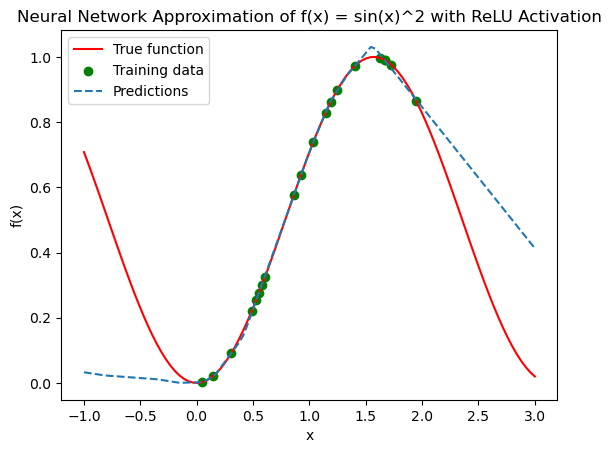 Neural Network Approximation of f(x) = sin(x)^2 with ReLU Activation
True function
Training data
Predictions
f(x)
1.0
0.8
0.6
0.4
0.2
0.0
−1.0 −0.5 0.0 0.5 1.0 1.5 2.0 2.5 3.0
x